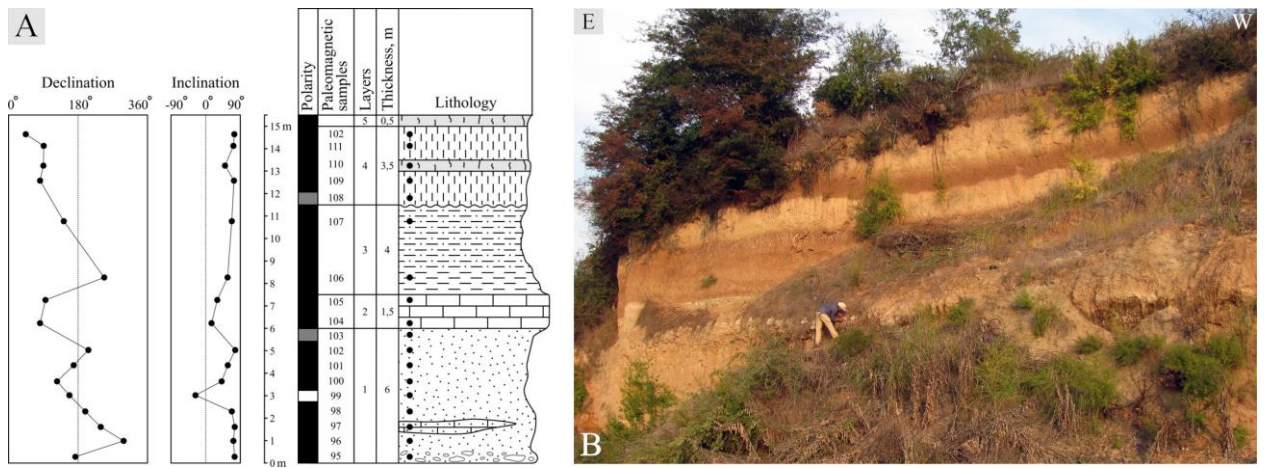 A
Declination
0° 180° 360°
Inclination
-90° 0 90°
Polarity
Paleomagnetic samples
Layers
Thickness, m
Lithology
15 m
14
13
12
11
10
9
8
7
6
5
4
3
2
1
0 m
102
111
110
109
108
107
106
105
104
103
102
101
100
99
98
97
96
95
5
4
3
2
1
0,5
3,5
4
1,5
6
E
W
B